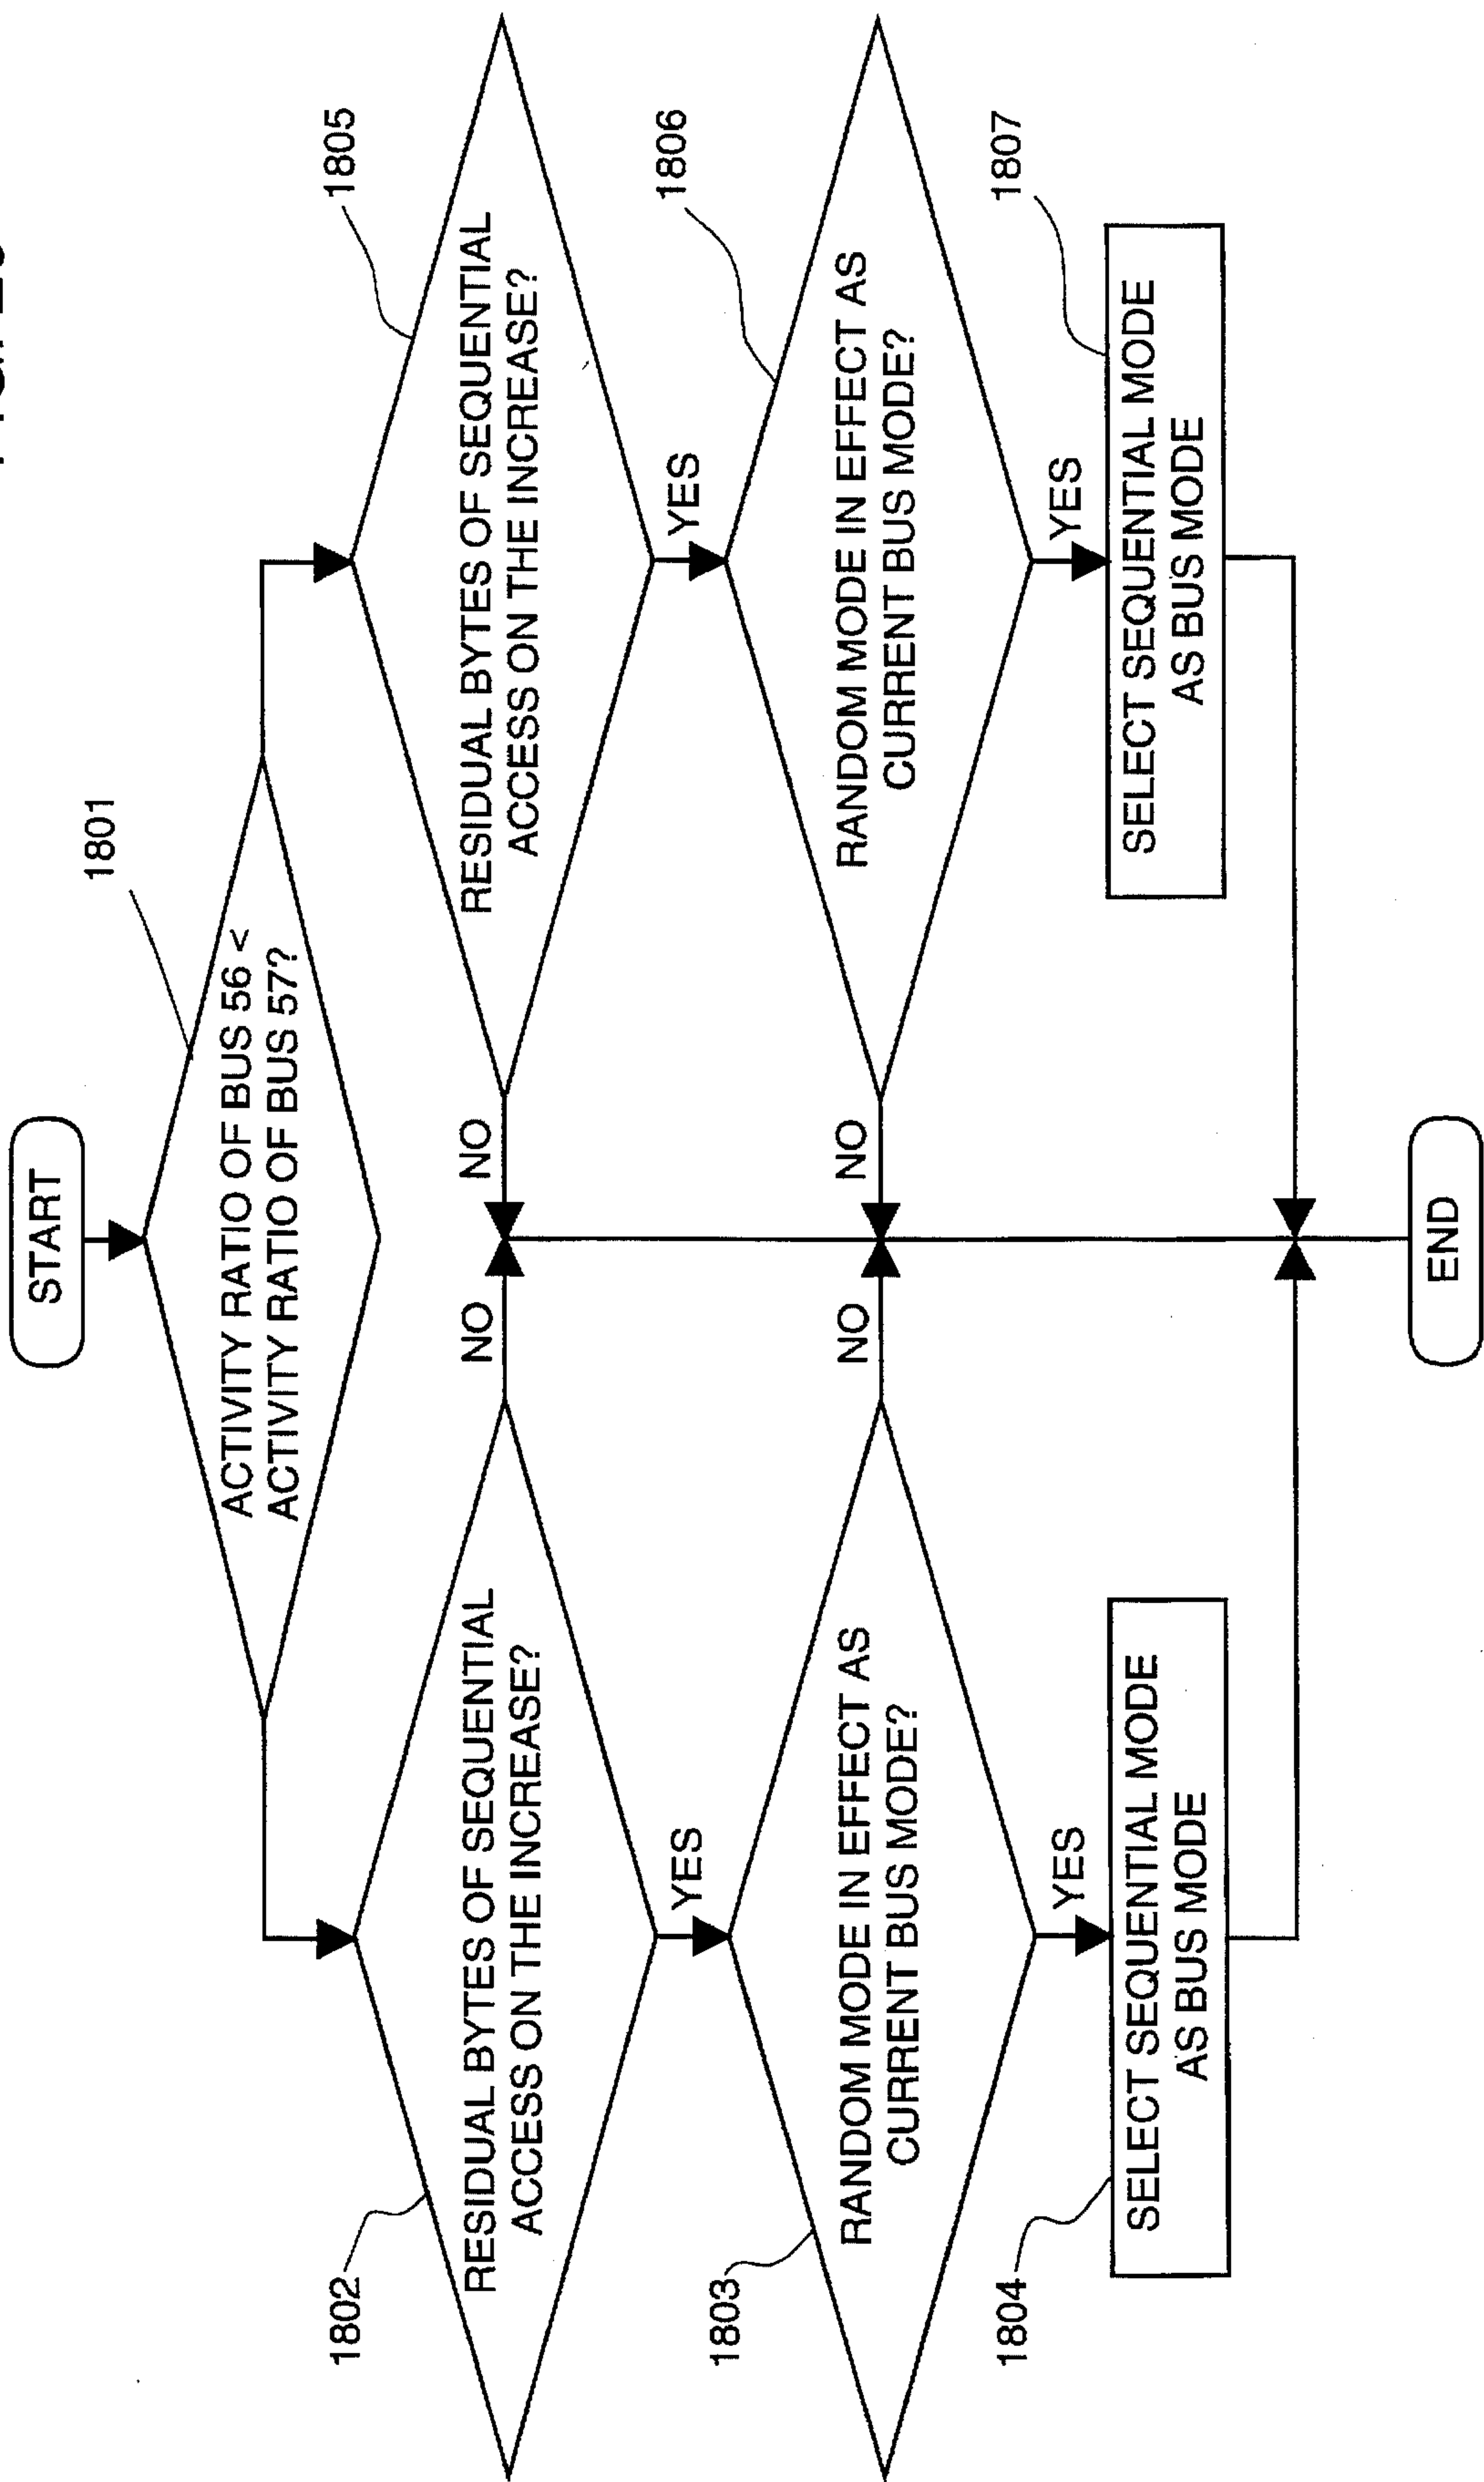 START
1801
ACTIVITY RATIO OF BUS 56 <
ACTIVITY RATIO OF BUS 57?
1802
RESIDUAL BYTES OF SEQUENTIAL
ACCESS ON THE INCREASE?
NO
NO
1805
RESIDUAL BYTES OF SEQUENTIAL
ACCESS ON THE INCREASE?
YES
YES
1803
RANDOM MODE IN EFFECT AS
CURRENT BUS MODE?
NO
NO
1806
RANDOM MODE IN EFFECT AS
CURRENT BUS MODE?
YES
YES
1804
SELECT SEQUENTIAL MODE
AS BUS MODE
1807
SELECT SEQUENTIAL MODE
AS BUS MODE
END